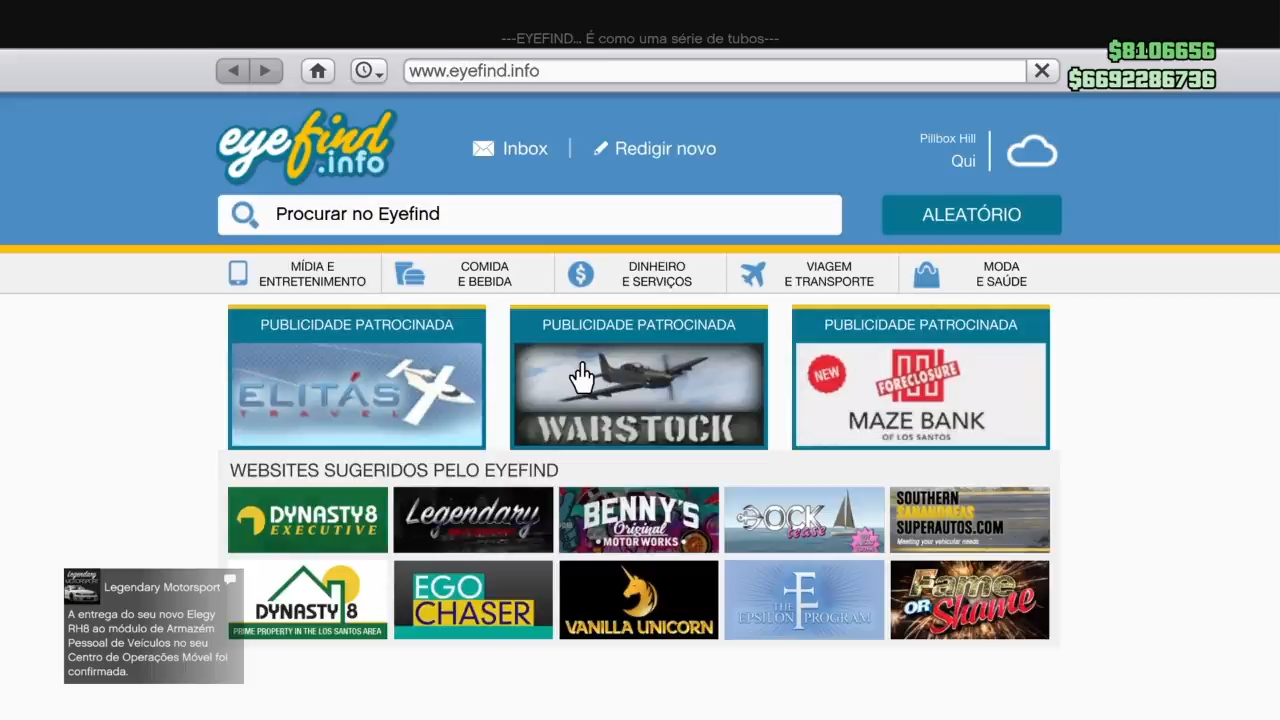 ---EYEFIND... É como uma série de tubos---
$8106656
www.eyefind.info
$6692286736
eyefind
.info
Inbox
Redigir novo
Pillbox Hill
Qui
Procurar no Eyefind
ALEATÓRIO
MÍDIA E
ENTRETENIMENTO
COMIDA
E BEBIDA
DINHEIRO
E SERVIÇOS
VIAGEM
E TRANSPORTE
MODA
E SAÚDE
PUBLICIDADE PATROCINADA
PUBLICIDADE PATROCINADA
PUBLICIDADE PATROCINADA
ELITÁS
TRAVEL
WARSTOCK
NEW
FORECLOSURE
MAZE BANK
OF LOS SANTOS
WEBSITES SUGERIDOS PELO EYEFIND
DYNASTY8
EXECUTIVE
Legendary
BENNY'S
Original
MOTORWORKS
DOCK
tease
SOUTHERN
SANANDREAS
SUPERAUTOS.COM
Meeting your vehicular needs
DYNASTY 8
PRIME PROPERTY IN THE LOS SANTOS AREA
EGO
CHASER
VANILLA UNICORN
THE
EPSILON PROGRAM
Fame
OR Shame
Legendary
Legendary Motorsport
A entrega do seu novo Elegy
RH8 ao módulo de Armazém
Pessoal de Veículos no seu
Centro de Operações Móvel foi
confirmada.